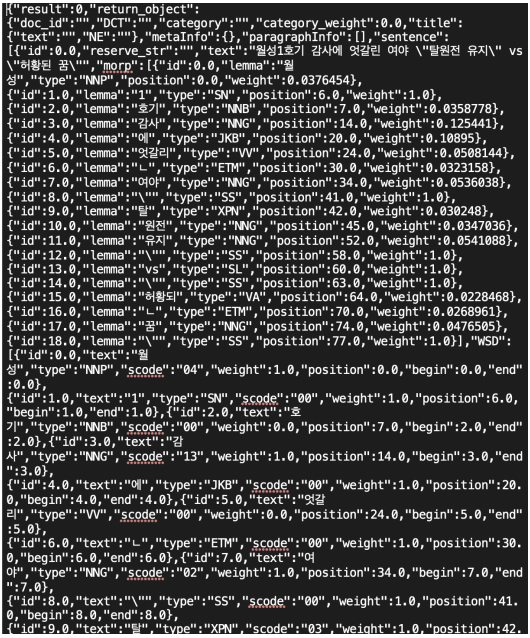 {"result":0,"return_object":
{"doc_id":"","DCT":"","category":"","category_weight":0.0,"title":
{"text":"","NE":""},"metaInfo":{},"paragraphInfo":[],"sentence":
[{"id":0.0,"reserve_str":"","text":"월성1호기 감사에 엇갈린 여야 \"탈원전 유지\" vs
\"허황된 꿈\"","morp":[{"id":0.0,"lemma":"월
성","type":"NNP","position":0.0,"weight":0.0376454},
{"id":1.0,"lemma":"1","type":"SN","position":6.0,"weight":1.0},
{"id":2.0,"lemma":"호기","type":"NNB","position":7.0,"weight":0.0358778},
{"id":3.0,"lemma":"감사","type":"NNG","position":14.0,"weight":0.125441},
{"id":4.0,"lemma":"에","type":"JKB","position":20.0,"weight":0.10895},
{"id":5.0,"lemma":"엇갈리","type":"VV","position":24.0,"weight":0.0508144},
{"id":6.0,"lemma":"ㄴ","type":"ETM","position":30.0,"weight":0.0323158},
{"id":7.0,"lemma":"여야","type":"NNG","position":34.0,"weight":0.0536038},
{"id":8.0,"lemma":"\"","type":"SS","position":41.0,"weight":1.0},
{"id":9.0,"lemma":"탈","type":"XPN","position":42.0,"weight":0.030248},
{"id":10.0,"lemma":"원전","type":"NNG","position":45.0,"weight":0.0347036},
{"id":11.0,"lemma":"유지","type":"NNG","position":52.0,"weight":0.0541088},
{"id":12.0,"lemma":"\"","type":"SS","position":58.0,"weight":1.0},
{"id":13.0,"lemma":"vs","type":"SL","position":60.0,"weight":1.0},
{"id":14.0,"lemma":"\"","type":"SS","position":63.0,"weight":1.0},
{"id":15.0,"lemma":"허황되","type":"VA","position":64.0,"weight":0.0228468},
{"id":16.0,"lemma":"ㄴ","type":"ETM","position":70.0,"weight":0.0268961},
{"id":17.0,"lemma":"꿈","type":"NNG","position":74.0,"weight":0.0476505},
{"id":18.0,"lemma":"\"","type":"SS","position":77.0,"weight":1.0}],"WSD":
[{"id":0.0,"text":"월
성","type":"NNP","scode":"04","weight":1.0,"position":0.0,"begin":0.0,"end"
:0.0},
{"id":1.0,"text":"1","type":"SN","scode":"00","weight":1.0,"position":6.0,
"begin":1.0,"end":1.0},{"id":2.0,"text":"호
기","type":"NNB","scode":"00","weight":0.0,"position":7.0,"begin":2.0,"end"
:2.0},{"id":3.0,"text":"감
사","type":"NNG","scode":"13","weight":1.0,"position":14.0,"begin":3.0,"end
":3.0},
{"id":4.0,"text":"에","type":"JKB","scode":"00","weight":1.0,"position":20.
0,"begin":4.0,"end":4.0},{"id":5.0,"text":"엇갈
리","type":"VV","scode":"00","weight":0.0,"position":24.0,"begin":5.0,"end"
:5.0},
{"id":6.0,"text":"ㄴ","type":"ETM","scode":"00","weight":1.0,"position":30.
0,"begin":6.0,"end":6.0},{"id":7.0,"text":"여
야","type":"NNG","scode":"02","weight":1.0,"position":34.0,"begin":7.0,"end
":7.0},
{"id":8.0,"text":"\"","type":"SS","scode":"00","weight":1.0,"position":41.
0,"begin":8.0,"end":8.0},
{"id":9.0,"text":"탈","type":"XPN","scode":"03","weight":1.0,"position":42.